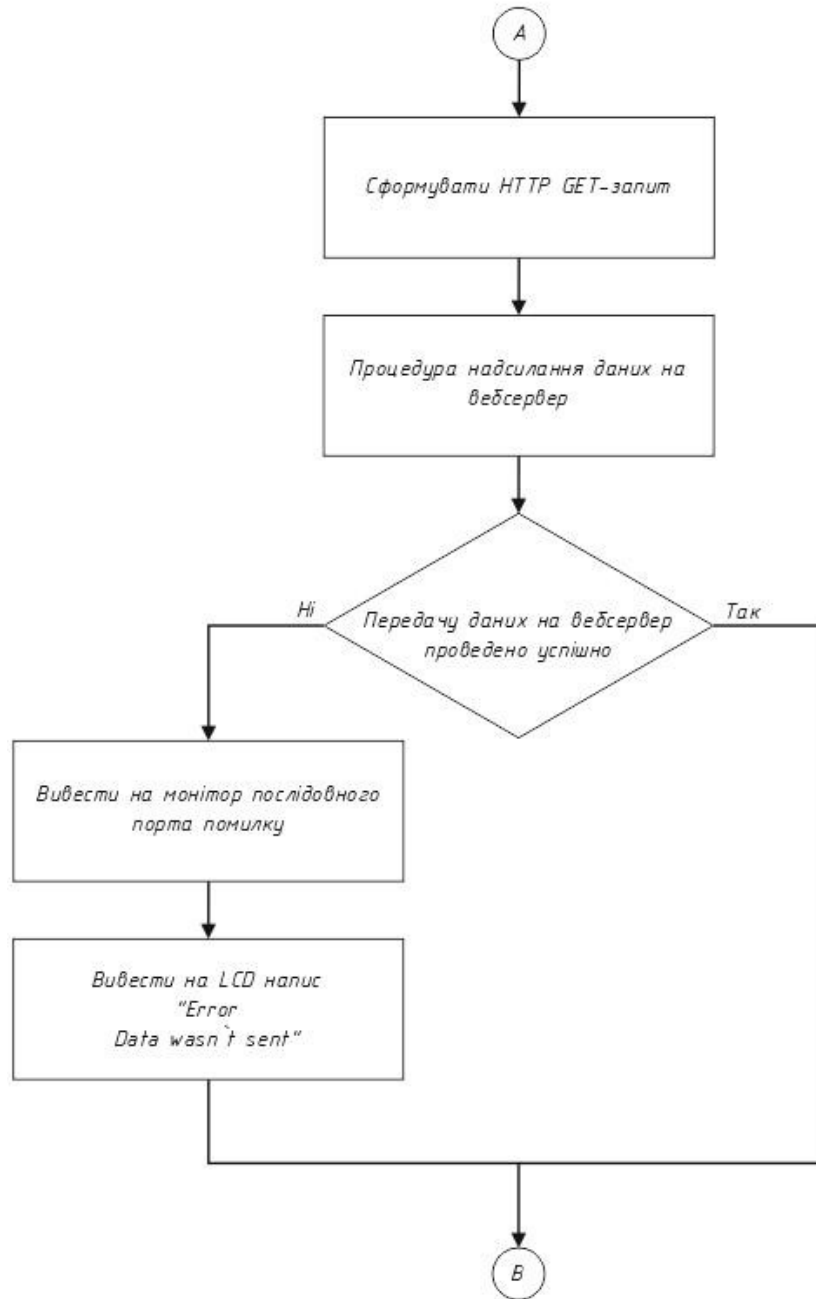 А
Сформувати HTTP GET-запит
Процедура надсилання даних на
вебсервер
Ні
Так
Передачу даних на вебсервер
проведено успішно
Вивести на монітор послідовного
порта помилку
Вивести на LCD напис
"Error
Data wasn`t sent"
В